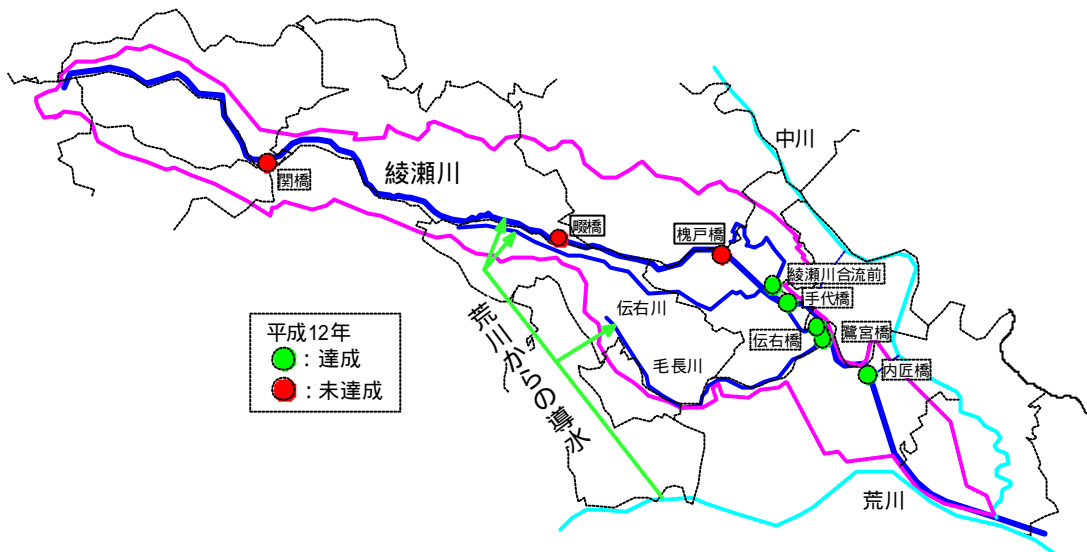 中川
綾瀬川
関橋
畷橋
槐戸橋
綾瀬川合流前
手代橋
伝右川
伝右橋
鷺宮橋
毛長川
内匠橋
荒川からの導水
荒川
平成12年
：達成
：未達成